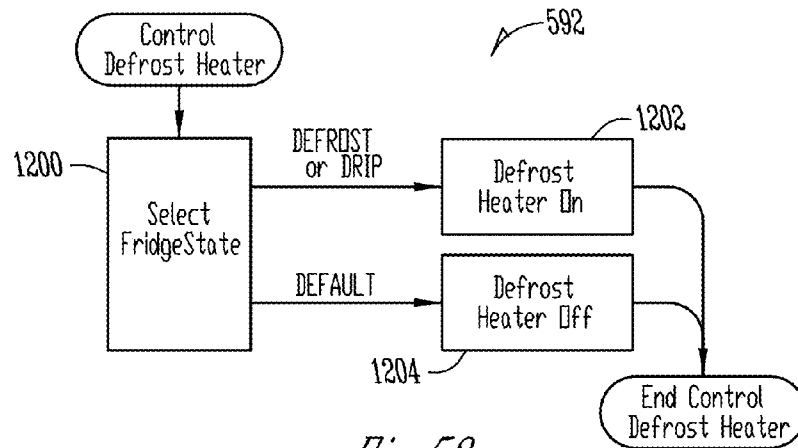 Control
Defrost Heater
592
1200
Select
FridgeState
DEFROST
or DRIP
1202
Defrost
Heater On
DEFAULT
Defrost
Heater Off
1204
End Control
Defrost Heater